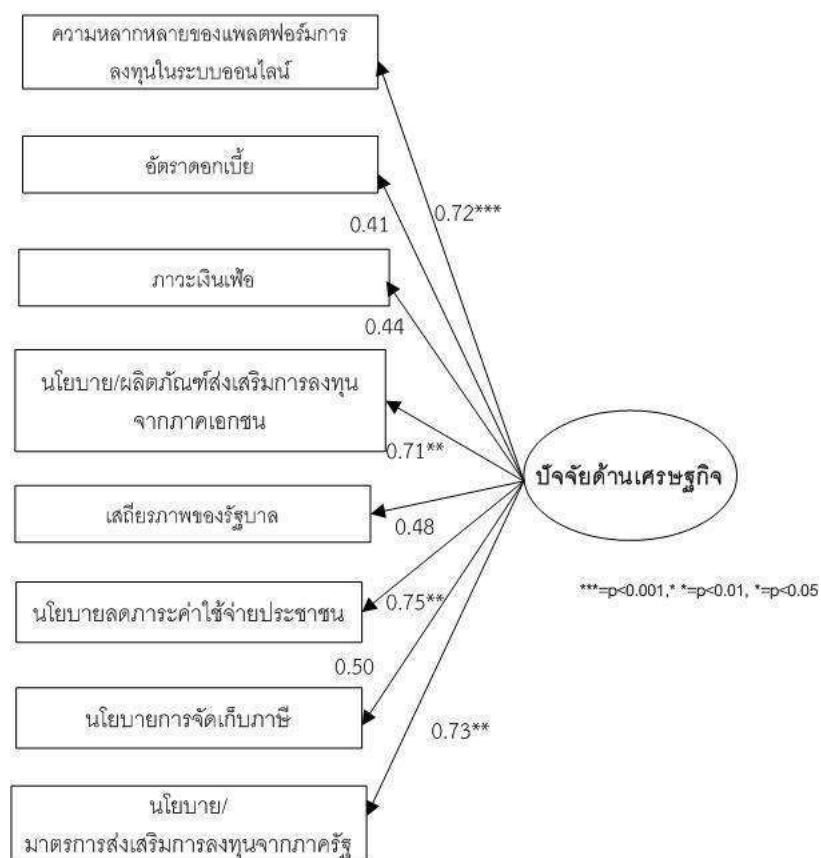 ความหลากหลายของแพลตฟอร์มการ
ลงทุนในระบบออนไลน์
อัตราดอกเบี้ย
0.72***
0.41
ภาวะเงินเฟ้อ
0.44
นโยบาย/ผลิตภัณฑ์ส่งเสริมการลงทุน
จากภาคเอกชน
0.71**
ปัจจัยด้านเศรษฐกิจ
เสถียรภาพของรัฐบาล
0.48
***=p<0.001,* *=p<0.01, *=p<0.05
นโยบายลดภาระค่าใช้จ่ายประชาชน
0.75**
0.50
นโยบายการจัดเก็บภาษี
0.73**
นโยบาย/
มาตรการส่งเสริมการลงทุนจากภาครัฐ